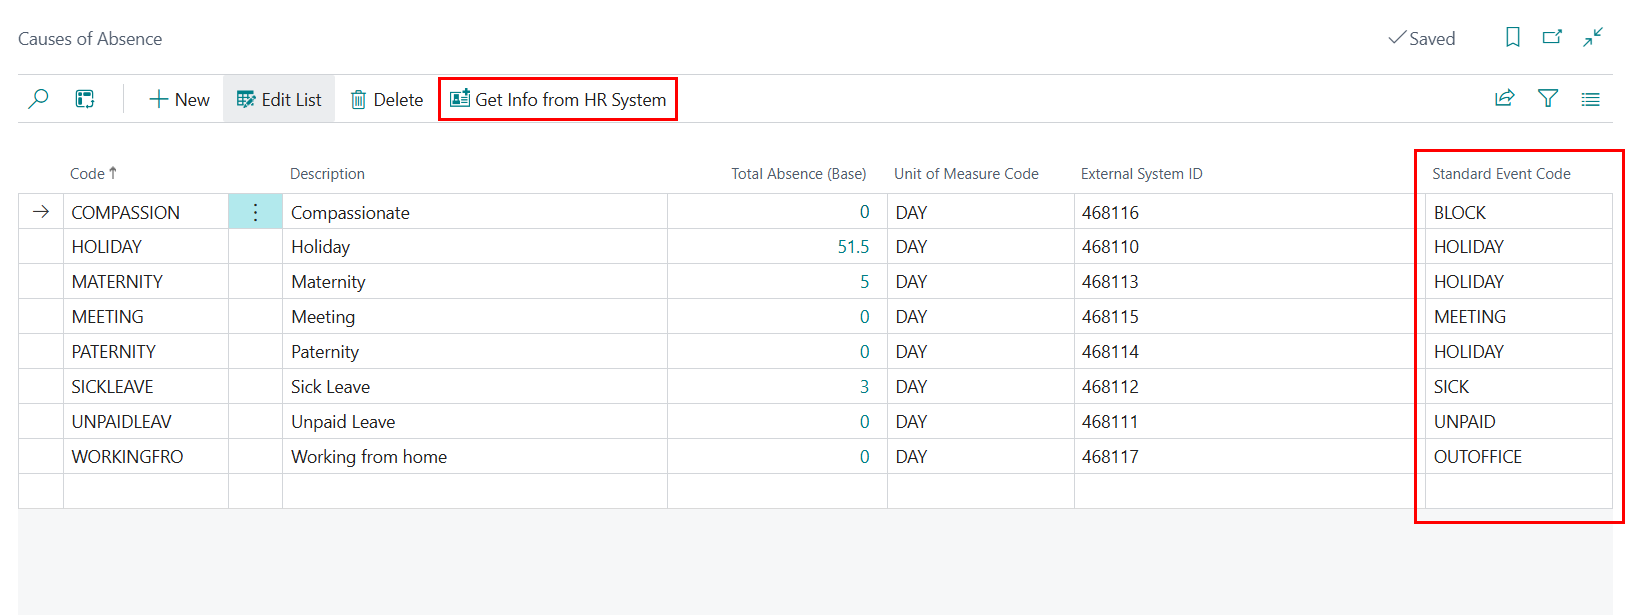 Causes of Absence
Saved
New Edit List Delete Get Info from HR System
Code↑ Description Total Absence (Base) Unit of Measure Code External System ID Standard Event Code
COMPASSION Compassionate 0 DAY 468116 BLOCK
HOLIDAY Holiday 51.5 DAY 468110 HOLIDAY
MATERNITY Maternity 5 DAY 468113 HOLIDAY
MEETING Meeting 0 DAY 468115 MEETING
PATERNITY Paternity 0 DAY 468114 HOLIDAY
SICKLEAVE Sick Leave 3 DAY 468112 SICK
UNPAIDLEAV Unpaid Leave 0 DAY 468111 UNPAID
WORKINGFRO Working from home 0 DAY 468117 OUTOFFICE